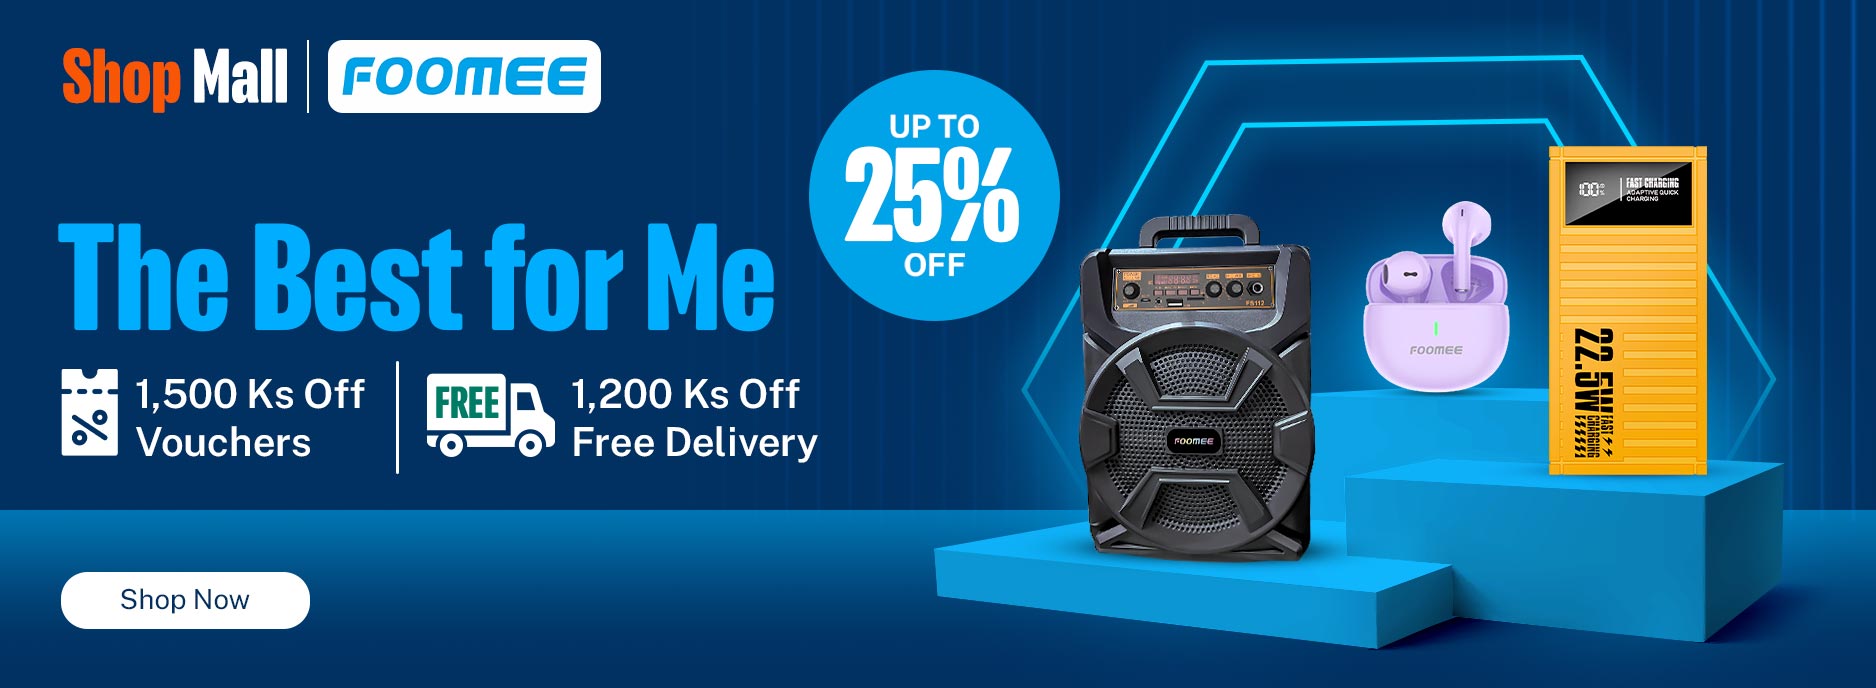 Shop Mall
FOOMEE
UP TO
25%
OFF
The Best for Me
1,500 Ks Off
Vouchers
FREE
1,200 Ks Off
Free Delivery
Shop Now
FS112
FOOMEE
FOOMEE
100%
FAST CHARGING
ADAPTIVE QUICK
CHARGING
22.5W
FAST
CHARGING